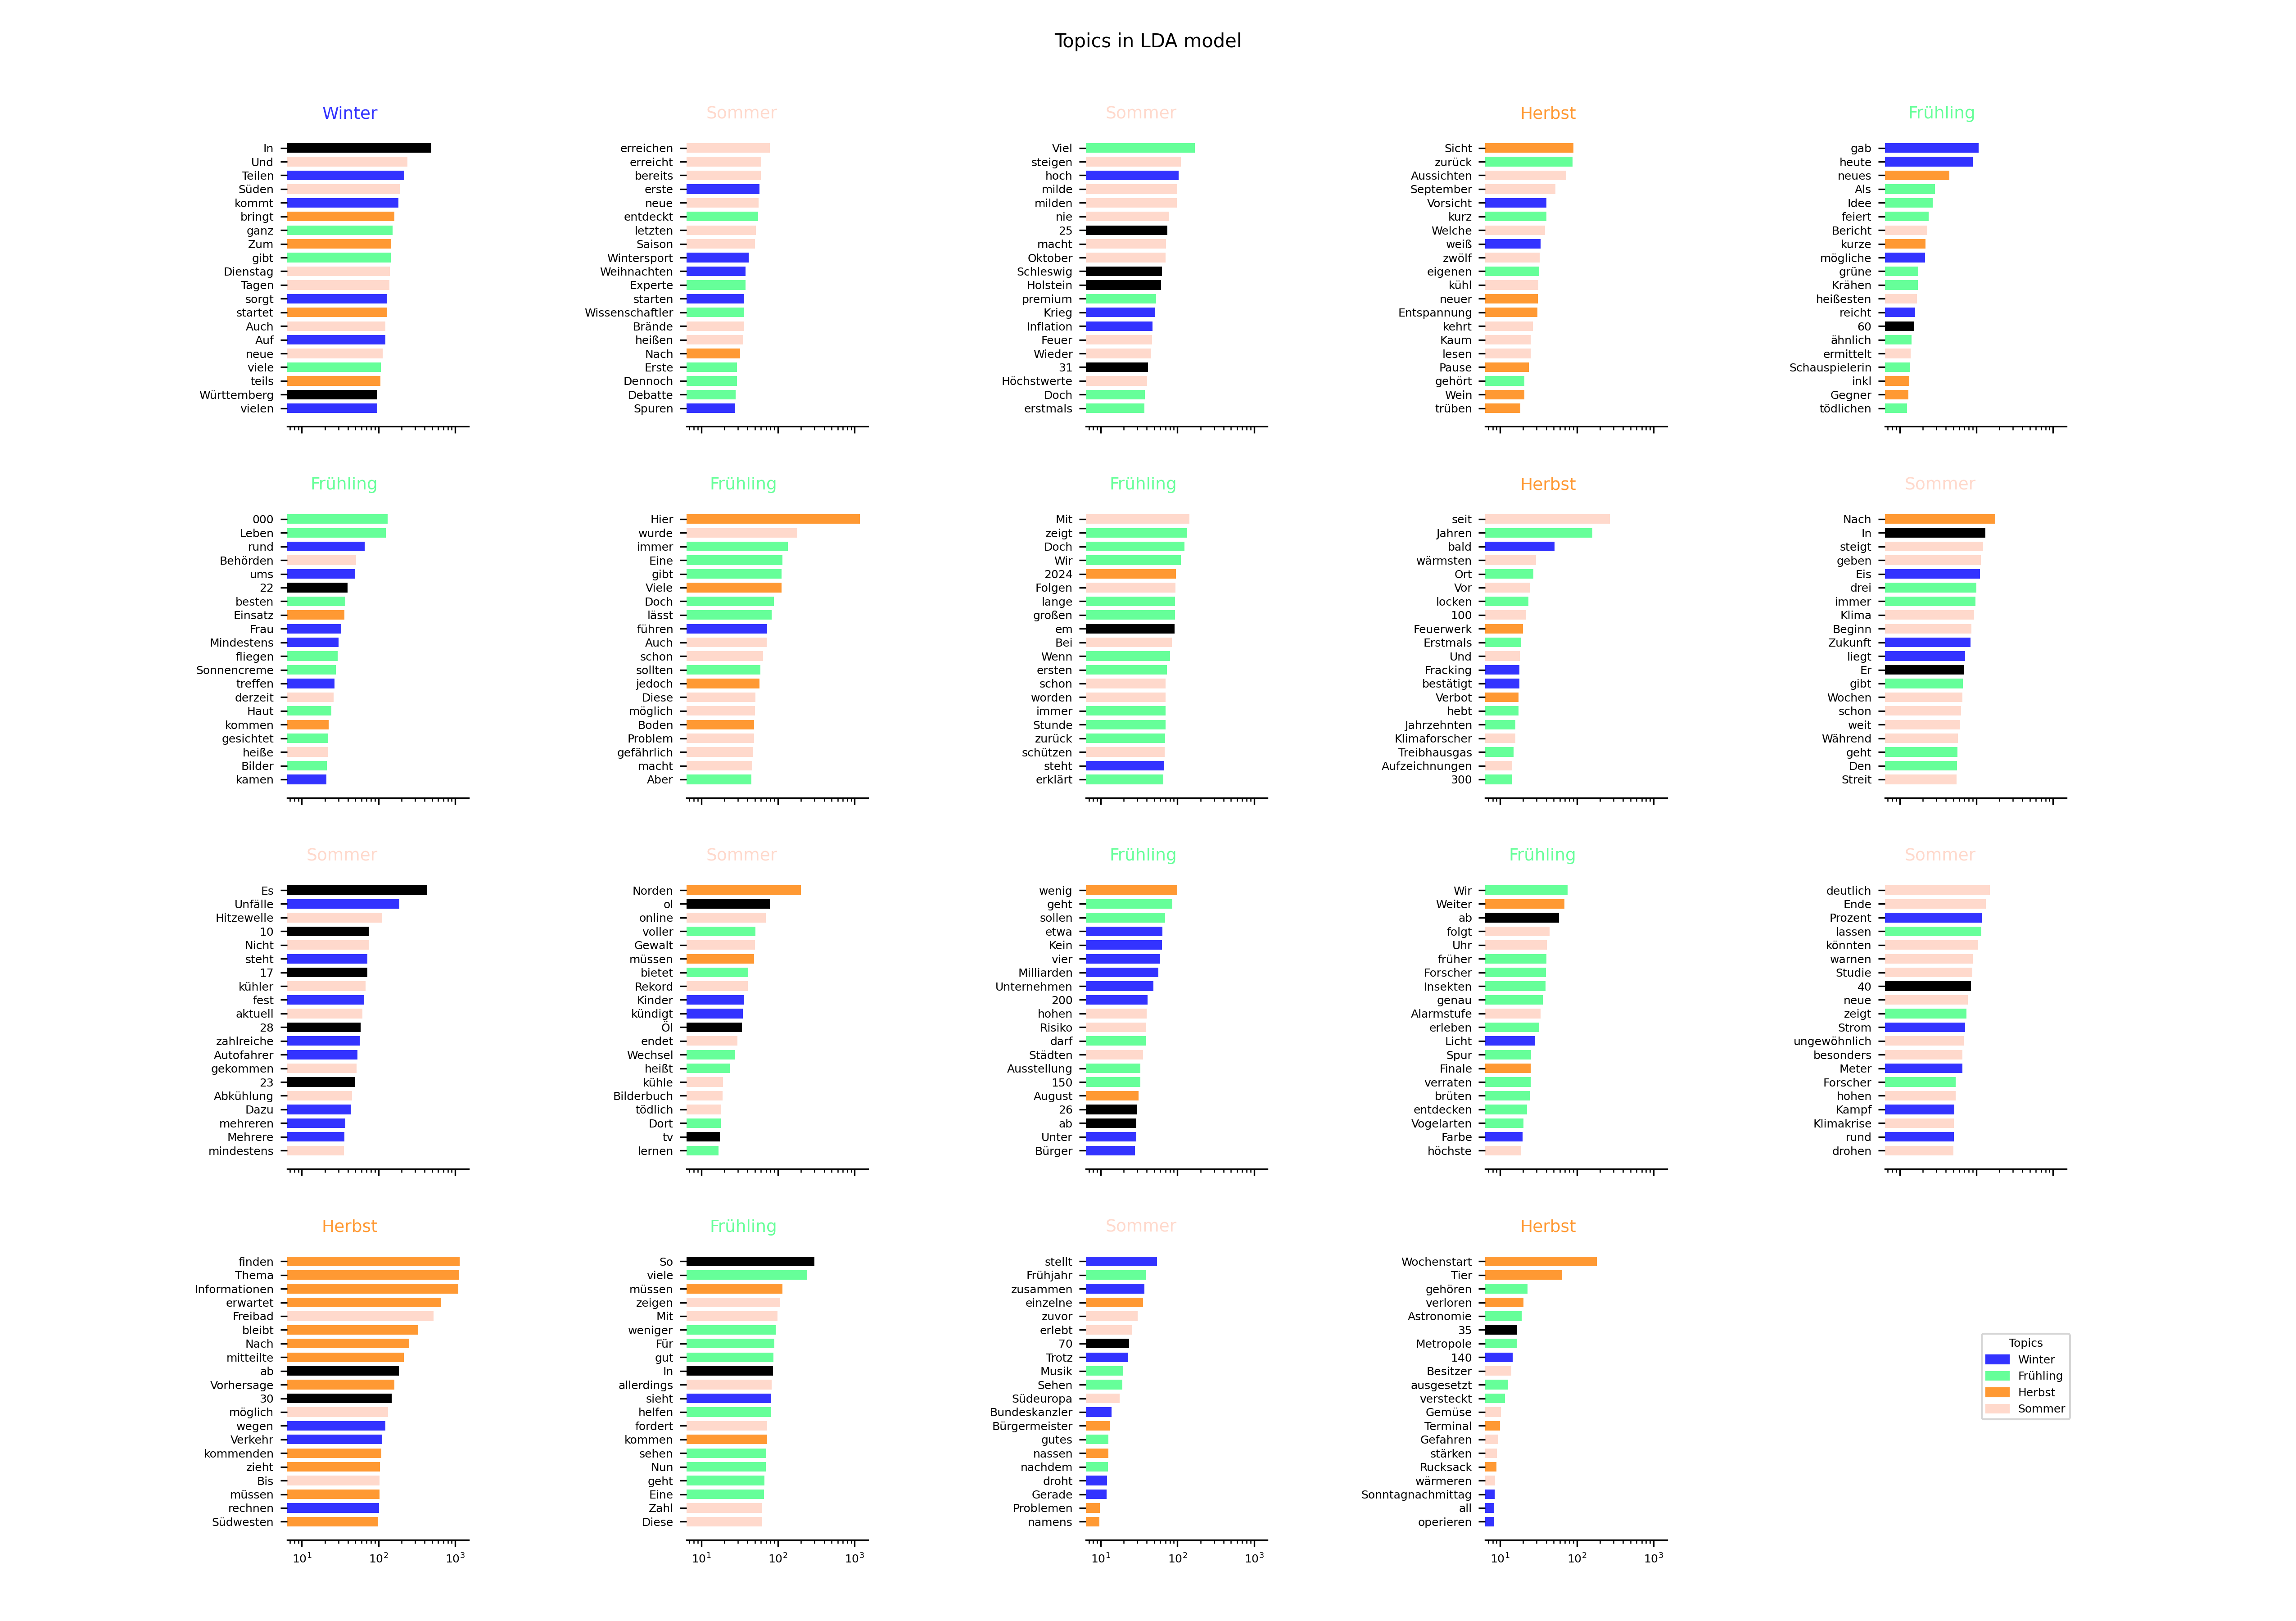 Topics in LDA model
Winter
In
Und
Teilen
Süden
kommt
bringt
ganz
Zum
gibt
Dienstag
Tagen
sorgt
startet
Auch
Auf
neue
viele
teils
Württemberg
vielen
Sommer
erreichen
erreicht
bereits
erste
neue
entdeckt
letzten
Saison
Wintersport
Weihnachten
Experte
starten
Wissenschaftler
Brände
heißen
Nach
Erste
Dennoch
Debatte
Spuren
Sommer
Viel
steigen
hoch
milde
milden
nie
25
macht
Oktober
Schleswig
Holstein
premium
Krieg
Inflation
Feuer
Wieder
31
Höchstwerte
Doch
erstmals
Herbst
Sicht
zurück
Aussichten
September
Vorsicht
kurz
Welche
weiß
zwölf
eigenen
kühl
neuer
Entspannung
kehrt
Kaum
lesen
Pause
gehört
Wein
trüben
Frühling
gab
heute
neues
Als
Idee
feiert
Bericht
kurze
mögliche
grüne
Krähen
heißesten
reicht
60
ähnlich
ermittelt
Schauspielerin
inkl
Gegner
tödlichen
Frühling
000
Leben
rund
Behörden
ums
22
besten
Einsatz
Frau
Mindestens
fliegen
Sonnencreme
treffen
derzeit
Haut
kommen
gesichtet
heiße
Bilder
kamen
Frühling
Hier
wurde
immer
Eine
gibt
Viele
Doch
lässt
führen
Auch
schon
sollten
jedoch
Diese
möglich
Boden
Problem
gefährlich
macht
Aber
Frühling
Mit
zeigt
Doch
Wir
2024
Folgen
lange
großen
em
Bei
Wenn
ersten
schon
worden
immer
Stunde
zurück
schützen
steht
erklärt
Herbst
seit
Jahren
bald
wärmsten
Ort
Vor
locken
100
Feuerwerk
Erstmals
Und
Fracking
bestätigt
Verbot
hebt
Jahrzehnten
Klimaforscher
Treibhausgas
Aufzeichnungen
300
Sommer
Nach
In
steigt
geben
Eis
drei
immer
Klima
Beginn
Zukunft
liegt
Er
gibt
Wochen
schon
weit
Während
geht
Den
Streit
Sommer
Es
Unfälle
Hitzewelle
10
Nicht
steht
17
kühler
fest
aktuell
28
zahlreiche
Autofahrer
gekommen
23
Abkühlung
Dazu
mehreren
Mehrere
mindestens
Sommer
Norden
ol
online
voller
Gewalt
müssen
bietet
Rekord
Kinder
kündigt
Öl
endet
Wechsel
heißt
kühle
Bilderbuch
tödlich
Dort
tv
lernen
Frühling
wenig
geht
sollen
etwa
Kein
vier
Milliarden
Unternehmen
200
hohen
Risiko
darf
Städten
Ausstellung
150
August
26
ab
Unter
Bürger
Frühling
Wir
Weiter
ab
folgt
Uhr
früher
Forscher
Insekten
genau
Alarmstufe
erleben
Licht
Spur
Finale
verraten
brüten
entdecken
Vogelarten
Farbe
höchste
Sommer
deutlich
Ende
Prozent
lassen
könnten
warnen
Studie
40
neue
zeigt
Strom
ungewöhnlich
besonders
Meter
Forscher
hohen
Kampf
Klimakrise
rund
drohen
Herbst
finden
Thema
Informationen
erwartet
Freibad
bleibt
Nach
mitteilte
ab
Vorhersage
30
möglich
wegen
Verkehr
kommenden
zieht
Bis
müssen
rechnen
Südwesten
10¹ 10² 10³
Frühling
So
viele
müssen
zeigen
Mit
weniger
Für
gut
In
allerdings
sieht
helfen
fordert
kommen
sehen
Nun
geht
Eine
Zahl
Diese
10¹ 10² 10³
Sommer
stellt
Frühjahr
zusammen
einzelne
zuvor
erlebt
70
Trotz
Musik
Sehen
Südeuropa
Bundeskanzler
Bürgermeister
gutes
nassen
nachdem
droht
Gerade
Problemen
namens
10¹ 10² 10³
Herbst
Wochenstart
Tier
gehören
verloren
Astronomie
35
Metropole
140
Besitzer
ausgesetzt
versteckt
Gemüse
Terminal
Gefahren
stärken
Rucksack
wärmeren
Sonntagnachmittag
all
operieren
10¹ 10² 10³
Topics
Winter
Frühling
Herbst
Sommer